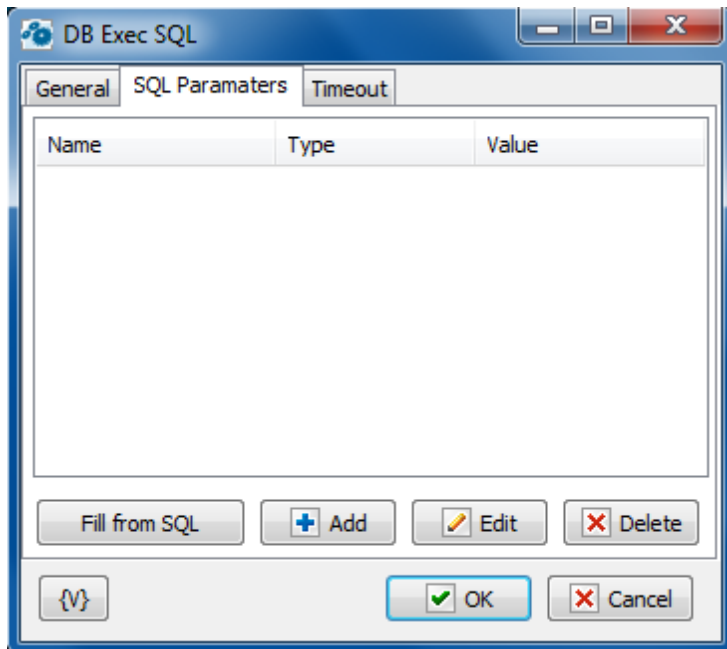 DB Exec SQL
General SQL Paramaters Timeout
Name Type Value
Fill from SQL Add Edit Delete
{V} OK Cancel